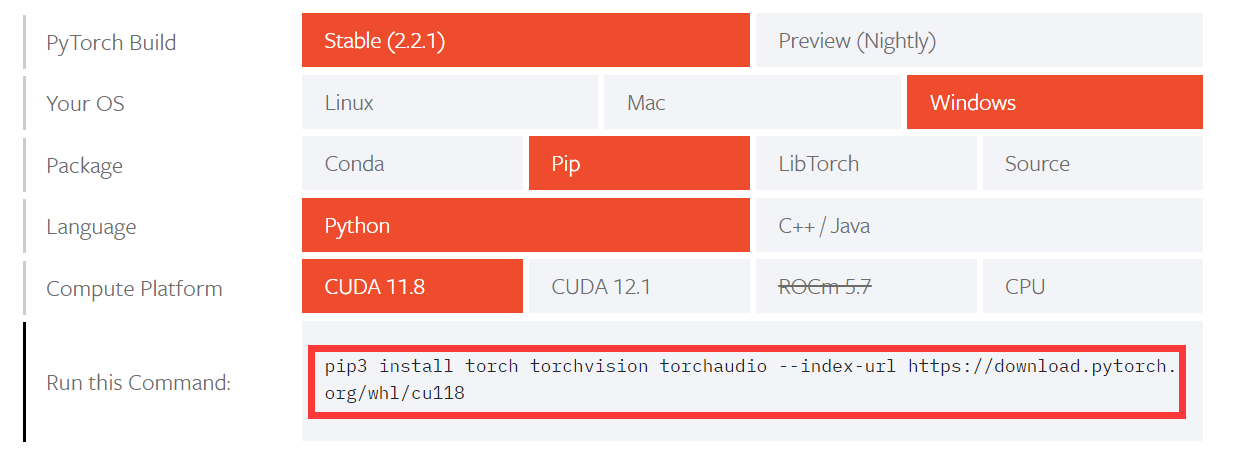 PyTorch Build
Stable (2.2.1)
Preview (Nightly)
Your OS
Linux
Mac
Windows
Package
Conda
Pip
LibTorch
Source
Language
Python
C++ / Java
Compute Platform
CUDA 11.8
CUDA 12.1
ROCm 5.7
CPU
Run this Command:
pip3 install torch torchvision torchaudio --index-url https://download.pytorch.
org/whl/cu118